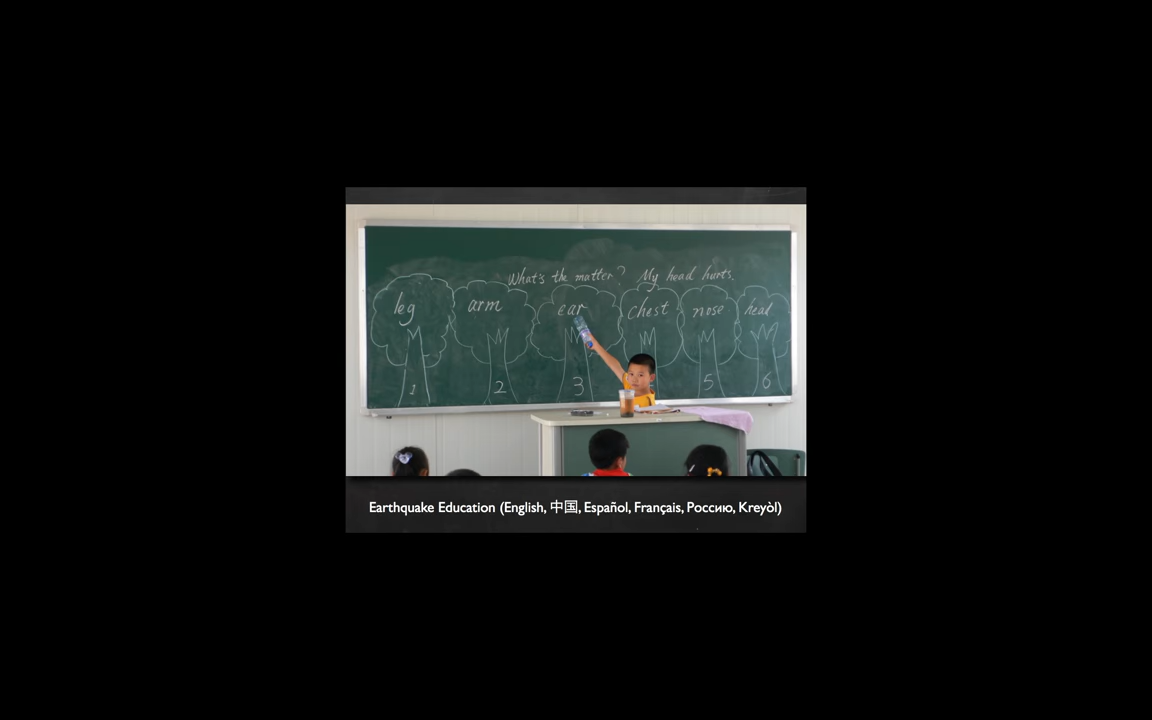 What's the matter? My head hurts.
leg arm ear chest nose head
1 2 3 5 6
Earthquake Education (English, 中国, Español, Français, Россию, Kreyòl)